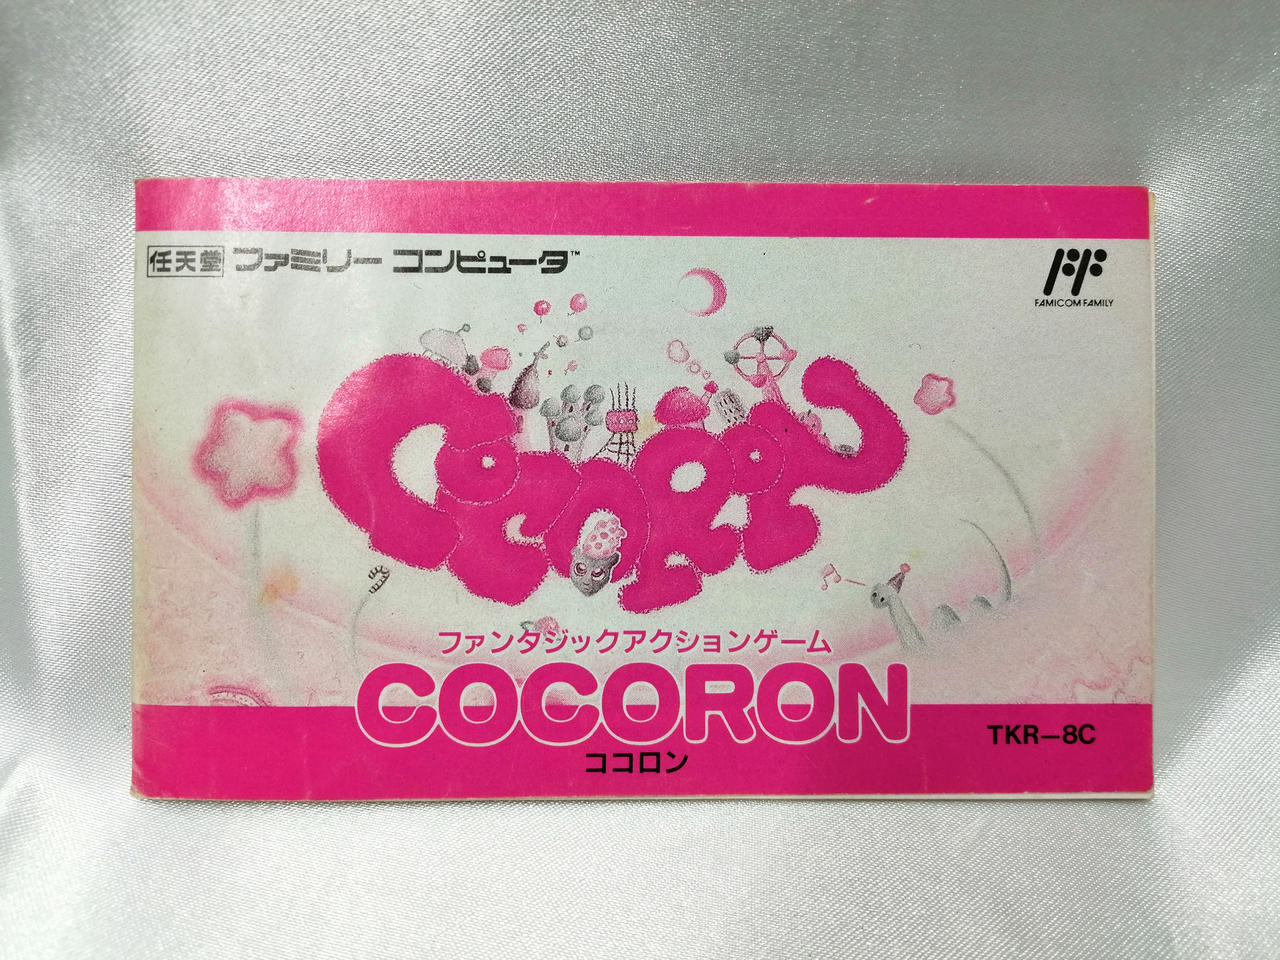 任天堂 ファミリー コンピュータ™
FAMICOM FAMILY
CoCoRoN
ファンタジックアクションゲーム
COCORON
TKR-8C
ココロン